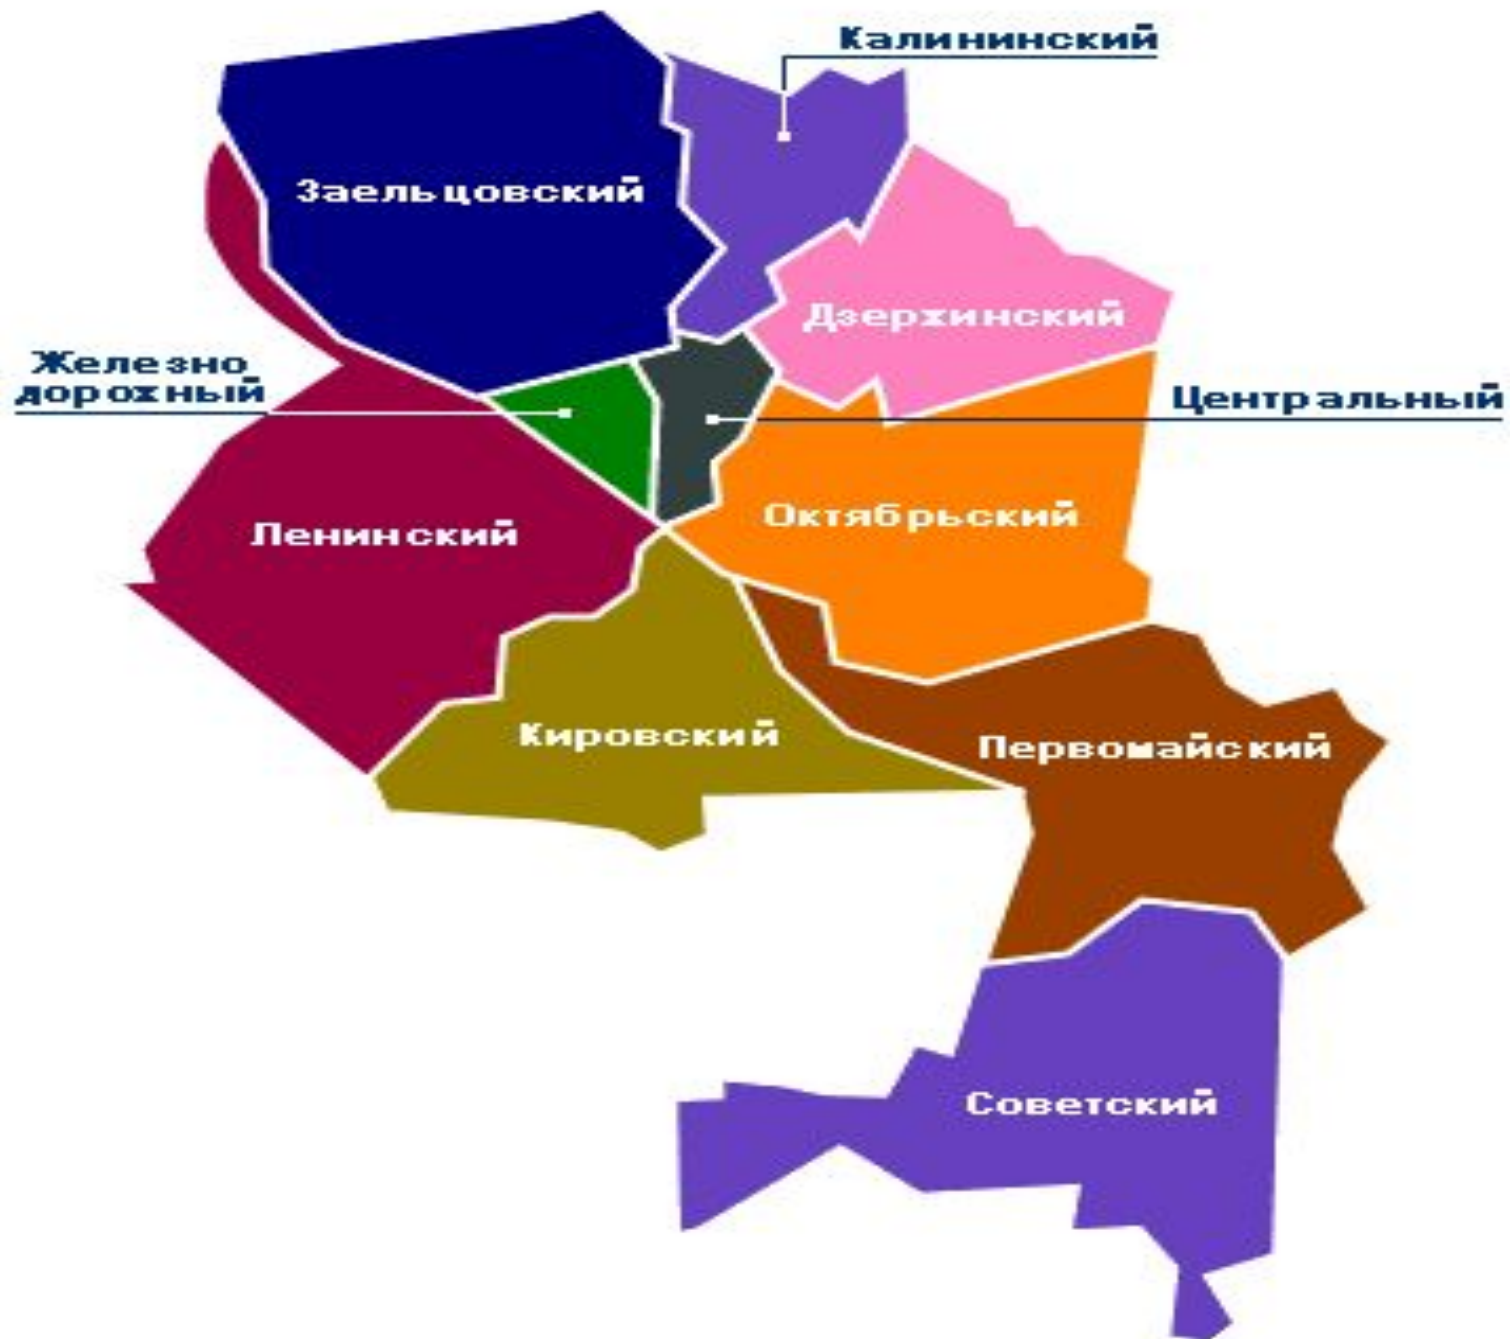 Калининский
Заельцовский
Дзержинский
Железно
дорожный
Центральный
Октябрьский
Ленинский
Кировский
Первомайский
Советский